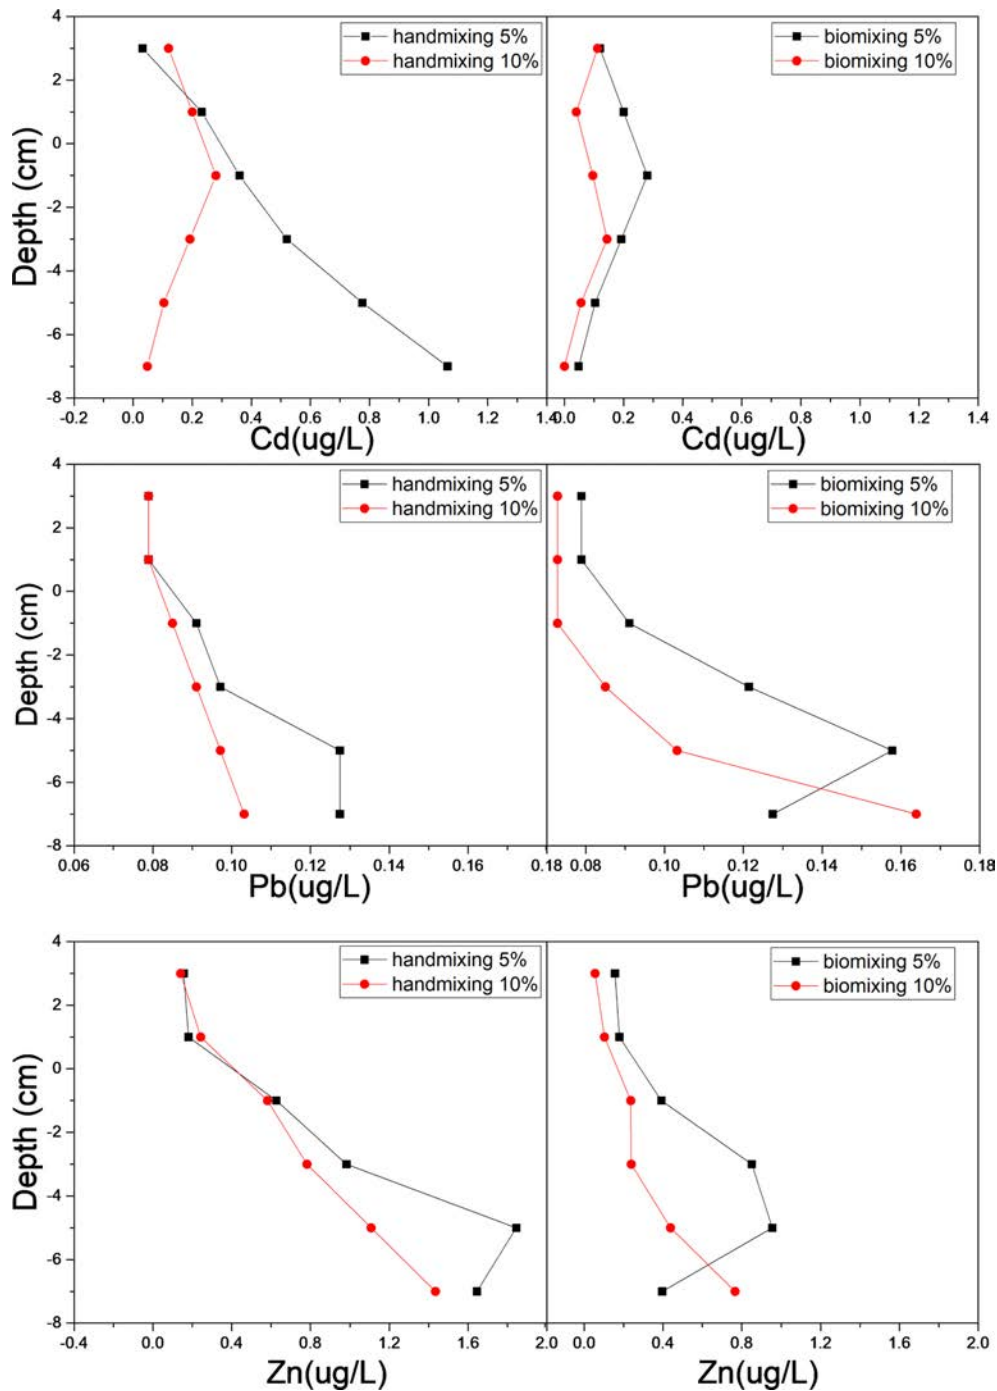 4
2
0
-2
-4
-6
-8
Depth (cm)
handmixing 5%
handmixing 10%
biomixing 5%
biomixing 10%
-0.2 0.0 0.2 0.4 0.6 0.8 1.0 1.2 1.4 0.0 0.2 0.4 0.6 0.8 1.0 1.2 1.4
Cd(ug/L) Cd(ug/L)
4
2
0
-2
-4
-6
-8
Depth (cm)
handmixing 5%
handmixing 10%
biomixing 5%
biomixing 10%
0.06 0.08 0.10 0.12 0.14 0.16 0.18 0.08 0.10 0.12 0.14 0.16 0.18
Pb(ug/L) Pb(ug/L)
4
2
0
-2
-4
-6
-8
Depth (cm)
handmixing 5%
handmixing 10%
biomixing 5%
biomixing 10%
0.0 0.4 0.8 1.2 1.6 2.0 0.0 0.4 0.8 1.2 1.6 2.0
Zn(ug/L) Zn(ug/L)